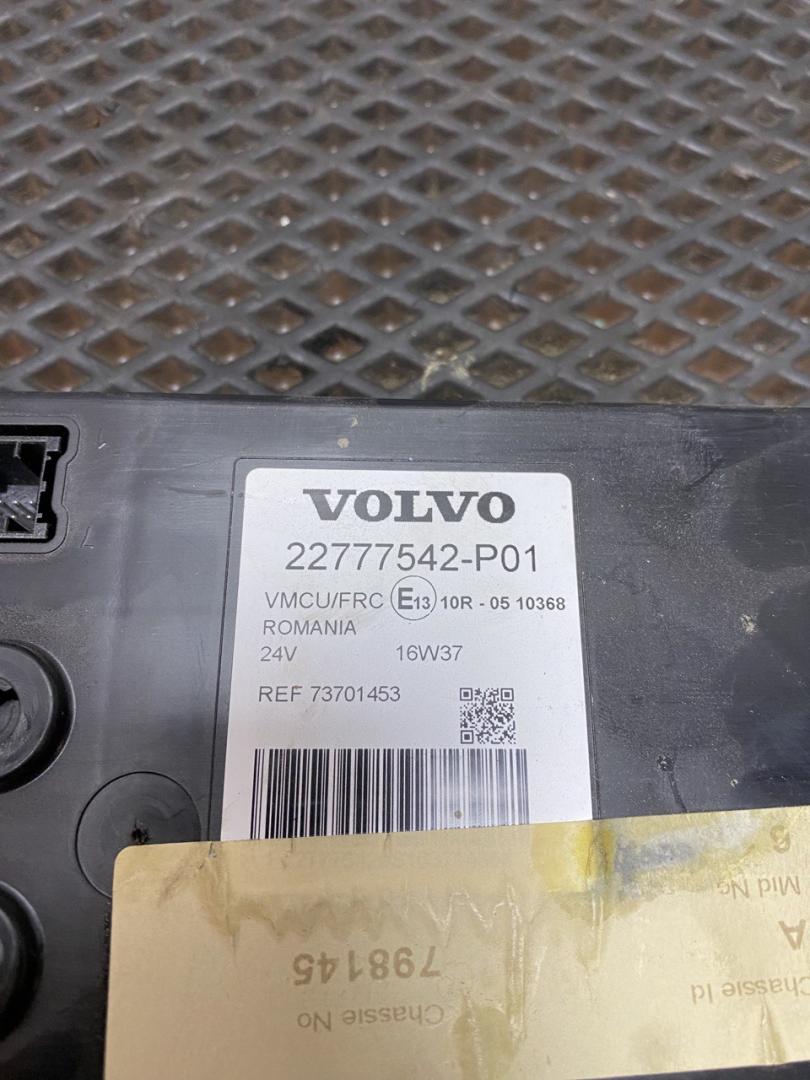 VOLVO
22777542-P01
VMCU/FRC E13 10R - 05 10368
ROMANIA
24V 16W37
REF 73701453
Mid No
6
Chassie Id
A
Chassie No
798145